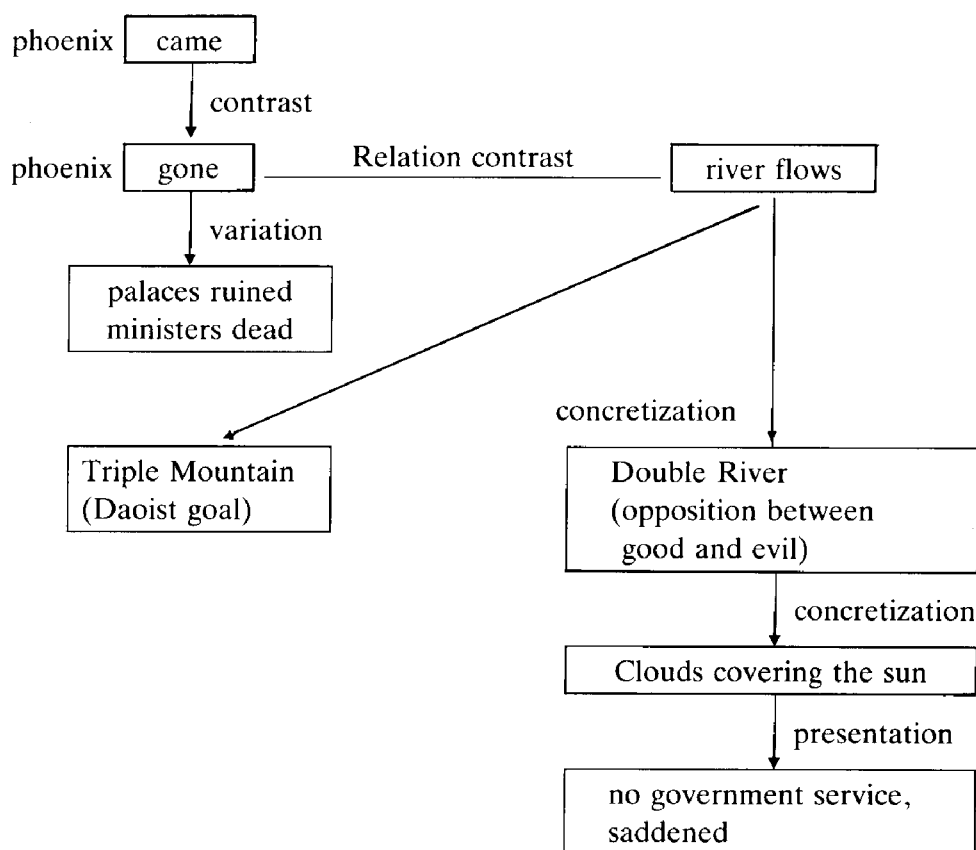 phoenix came
contrast
phoenix gone Relation contrast river flows
variation
palaces ruined
ministers dead
concretization
Triple Mountain
(Daoist goal)
Double River
(opposition between
good and evil)
concretization
Clouds covering the sun
presentation
no government service,
saddened